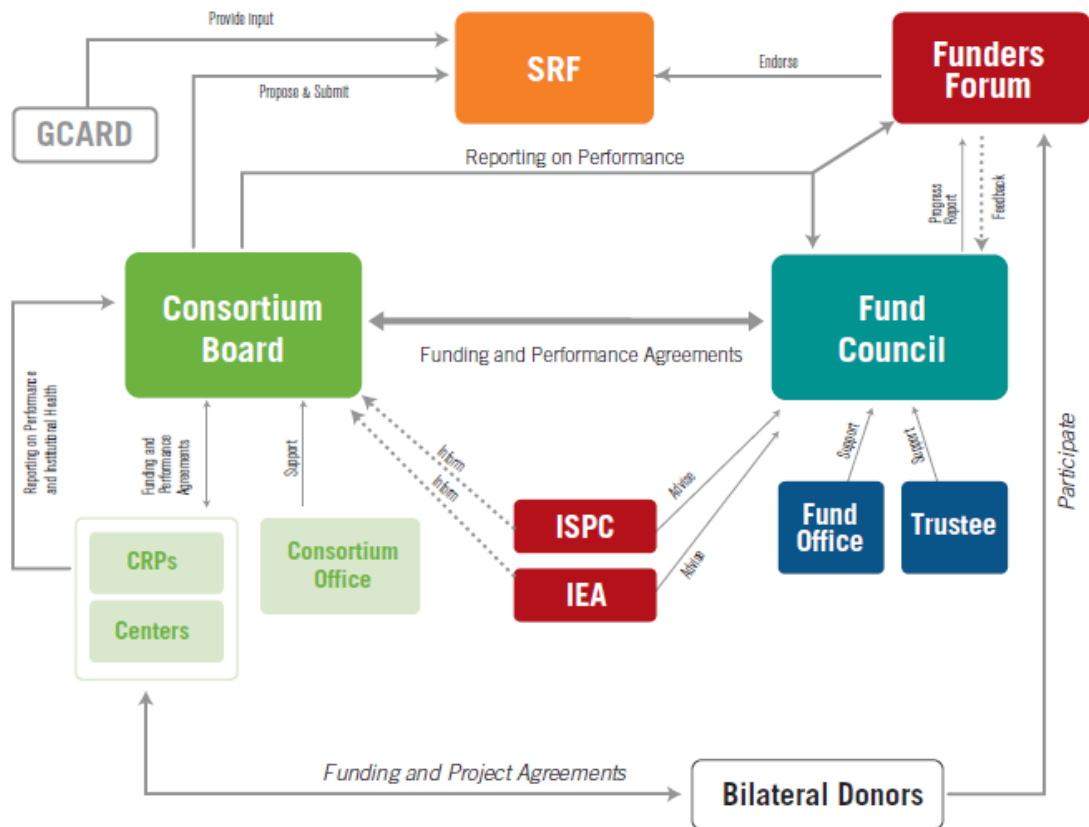 Provide input
SRF
Funders
Forum
Endorse
Propose & Submit
GCARD
Reporting on Performance
Progress
Report
Feedback
Consortium
Board
Fund
Council
Funding and Performance Agreements
Reporting on Performance
and Institutional Health
Funding and
Performance
Agreements
Support
Inform
Inform
Advise
Advise
Support
Support
Participate
CRPs
Centers
Consortium
Office
ISPC
IEA
Fund
Office
Trustee
Funding and Project Agreements
Bilateral Donors